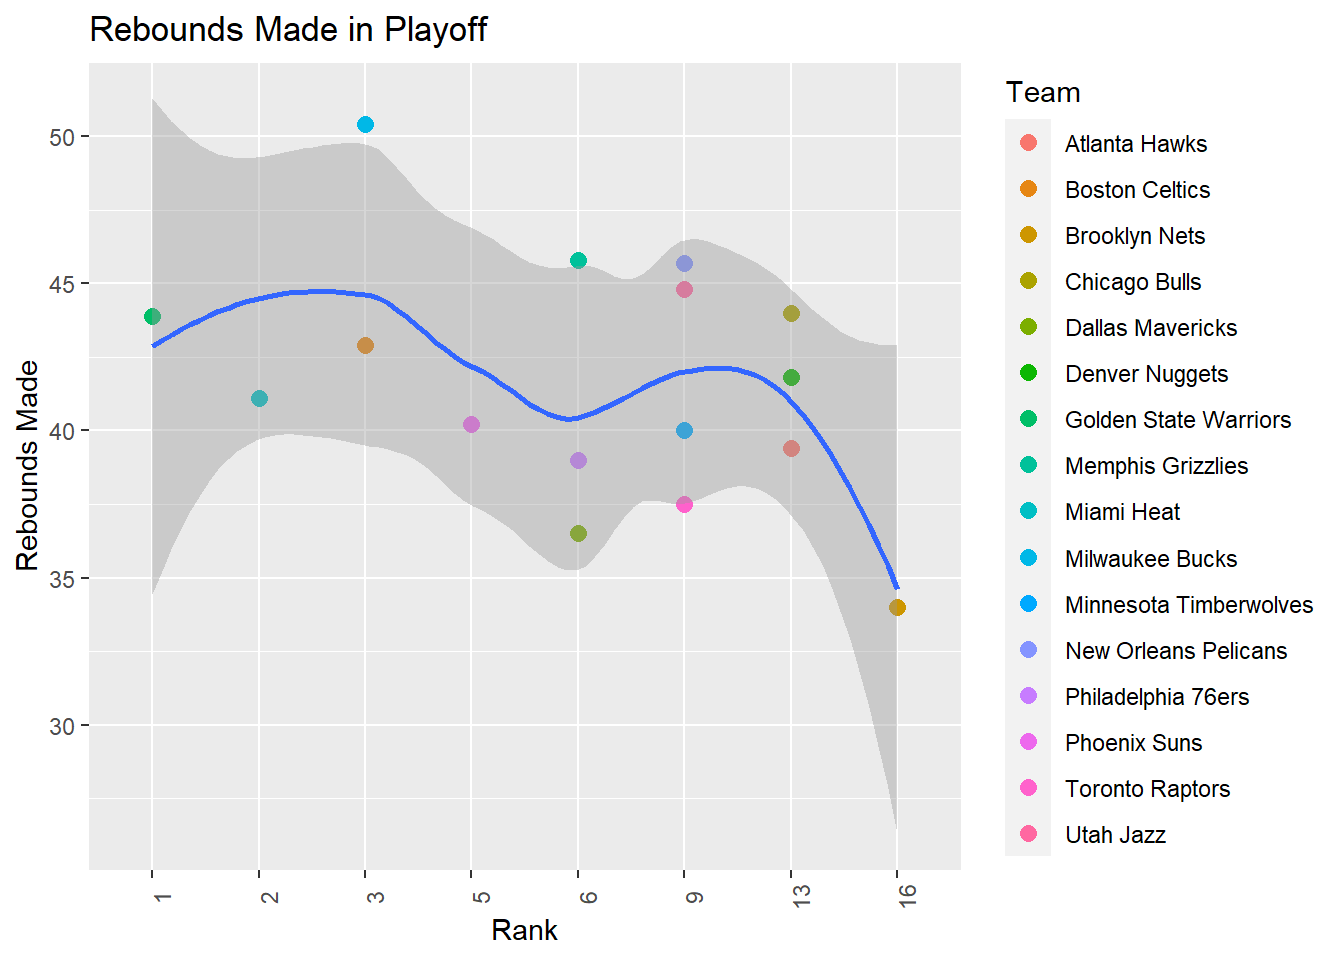 Rebounds Made in Playoff
Rebounds Made
50
45
40
35
30
1
2
3
5
6
9
13
16
Rank
Team
Atlanta Hawks
Boston Celtics
Brooklyn Nets
Chicago Bulls
Dallas Mavericks
Denver Nuggets
Golden State Warriors
Memphis Grizzlies
Miami Heat
Milwaukee Bucks
Minnesota Timberwolves
New Orleans Pelicans
Philadelphia 76ers
Phoenix Suns
Toronto Raptors
Utah Jazz